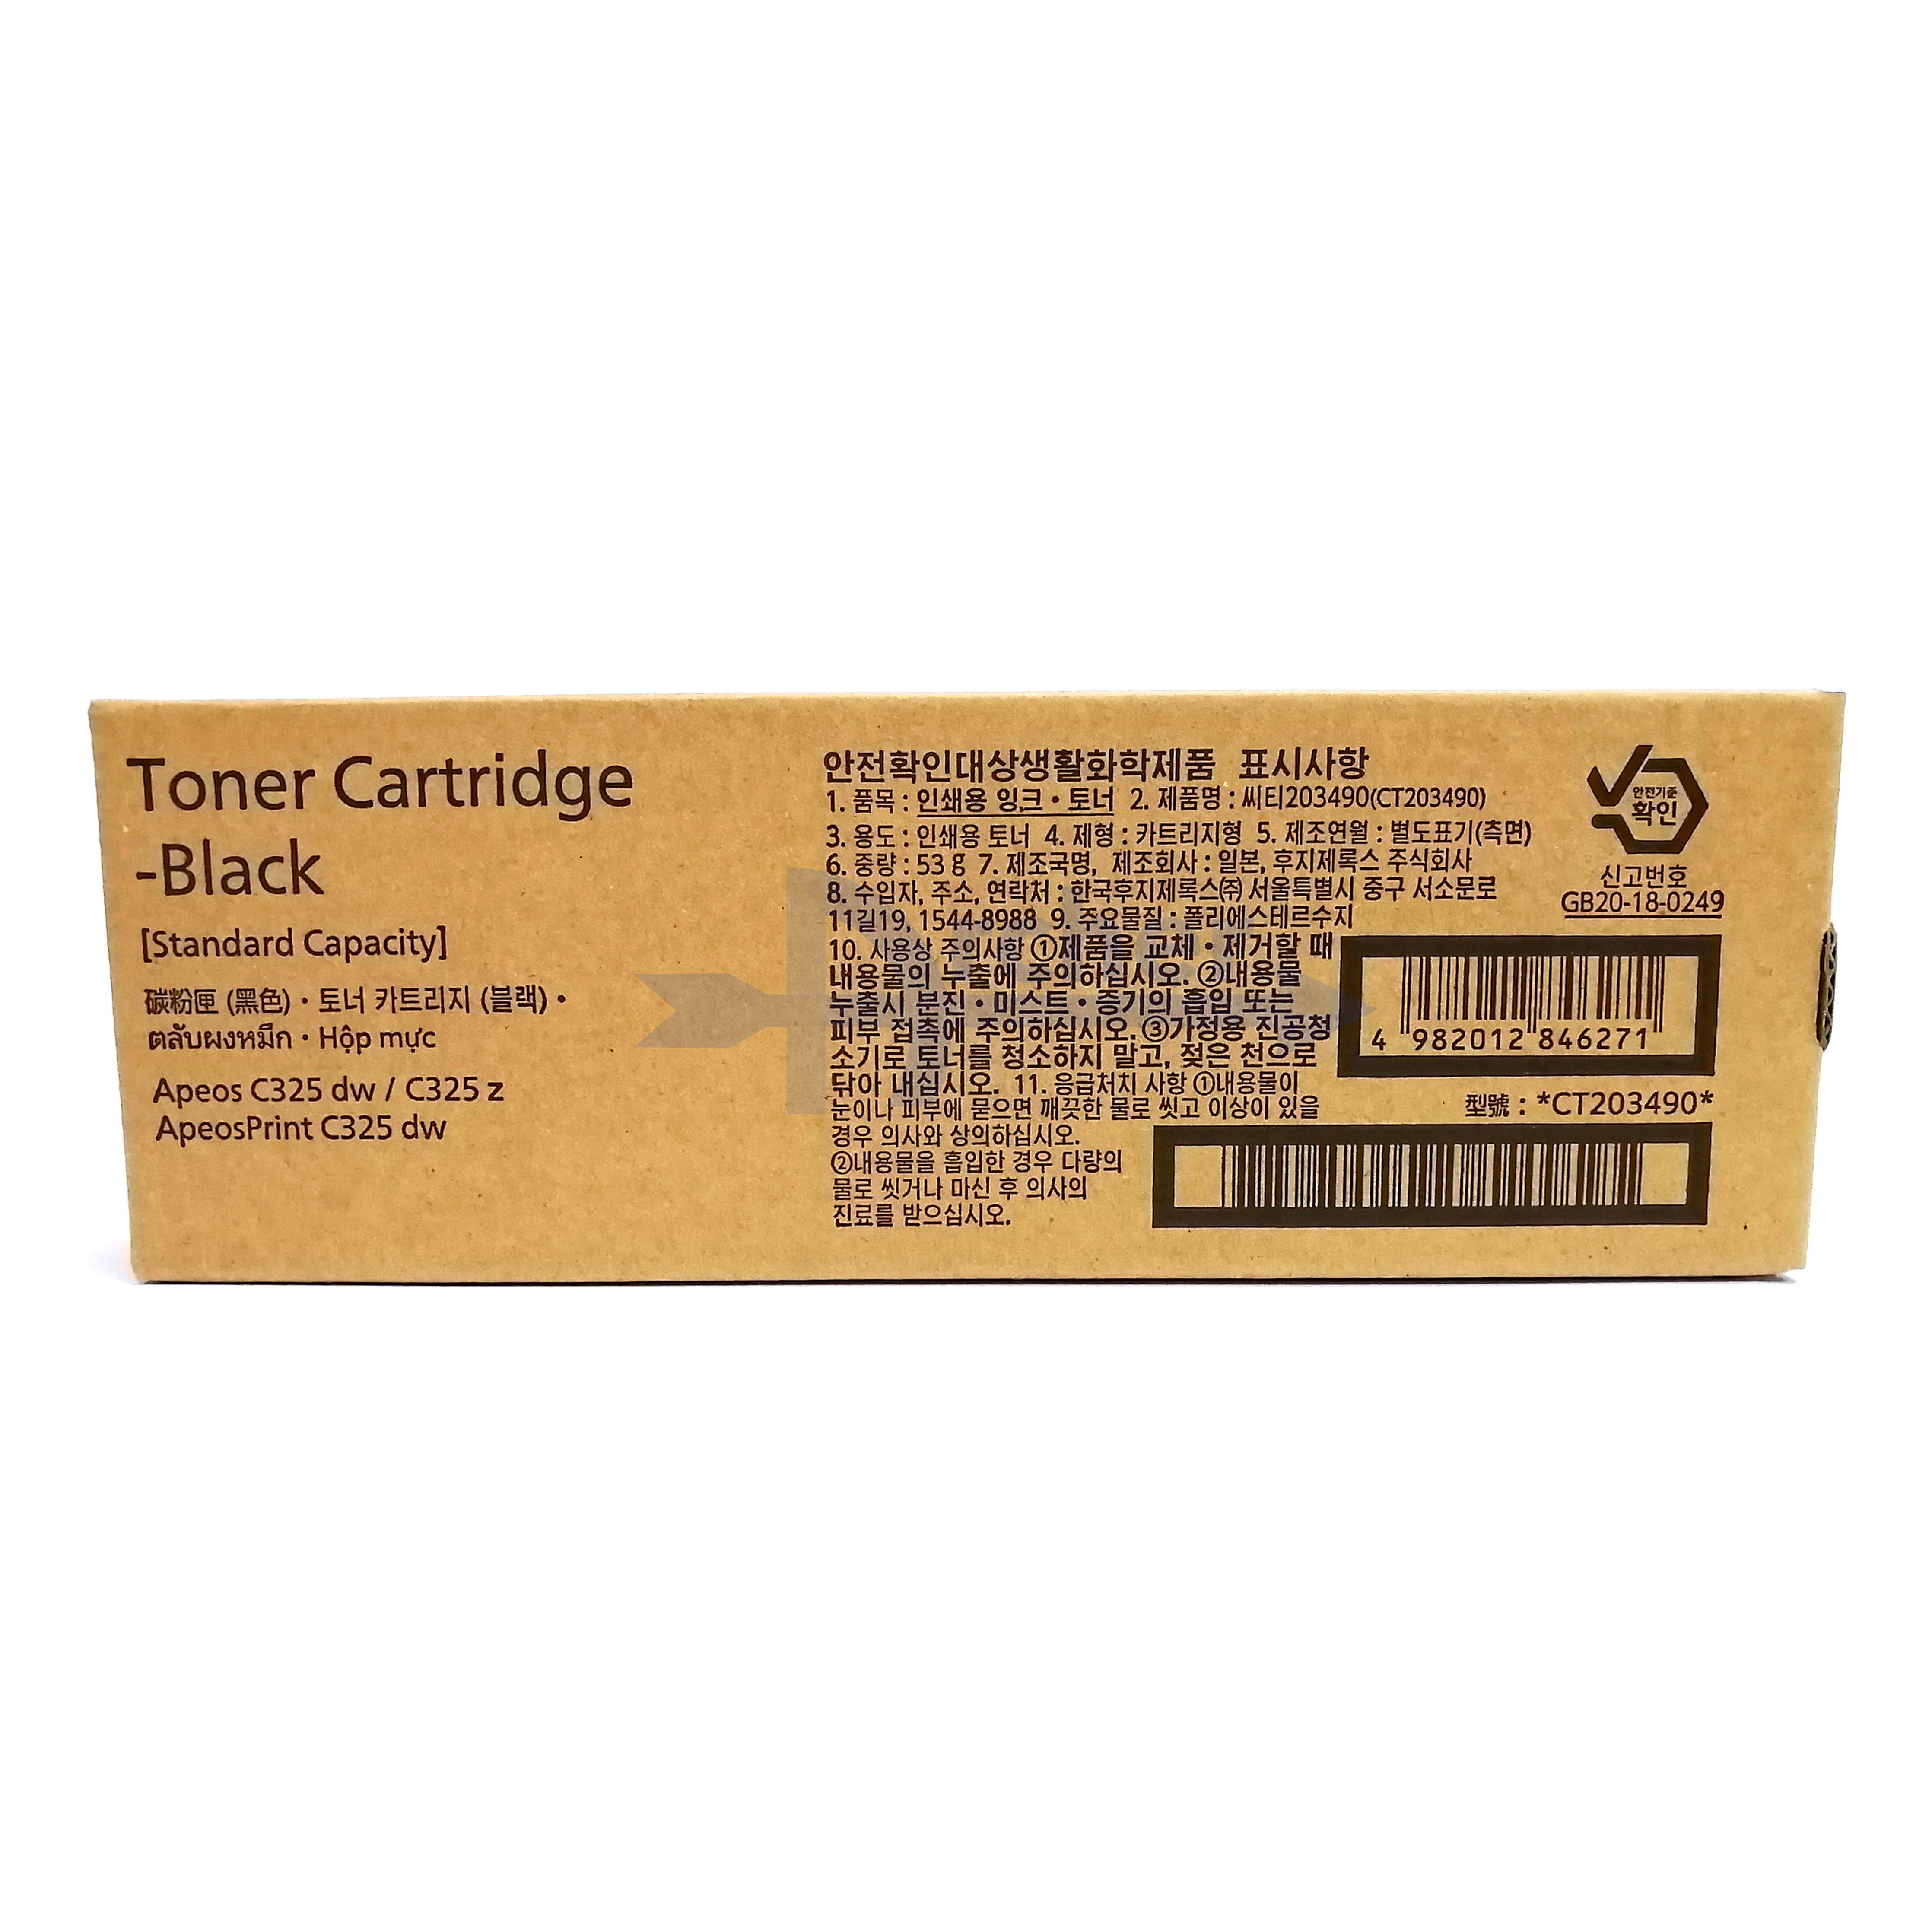 Toner Cartridge
-Black
[Standard Capacity]
碳粉匣 (黑色)・토너 카트리지 (블랙)・
ตลับผงหมึก・Hộp mực
Apeos C325 dw / C325 z
ApeosPrint C325 dw
안전확인대상생활화학제품 표시사항
1. 품목 : 인쇄용 잉크・토너 2. 제품명 : 씨티203490(CT203490)
3. 용도 : 인쇄용 토너 4. 제형 : 카트리지형 5. 제조연월 : 별도표기(측면)
6. 중량 : 53 g 7. 제조국명, 제조회사 : 일본, 후지제록스 주식회사
8. 수입자, 주소, 연락처 : 한국후지제록스㈜ 서울특별시 중구 서소문로
11길19, 1544-8988 9. 주요물질 : 폴리에스테르수지
10. 사용상 주의사항 ①제품을 교체・제거할 때
내용물의 누출에 주의하십시오. ②내용물
누출시 분진・미스트・증기의 흡입 또는
피부 접촉에 주의하십시오. ③가정용 진공청
소기로 토너를 청소하지 말고, 젖은 천으로
닦아 내십시오. 11. 응급처치 사항 ①내용물이
눈이나 피부에 묻으면 깨끗한 물로 씻고 이상이 있을
경우 의사와 상의하십시오.
②내용물을 흡입한 경우 다량의
물로 씻거나 마신 후 의사의
진료를 받으십시오.
안전기준
확인
신고번호
GB20-18-0249
4 982012 846271
型號 : *CT203490*